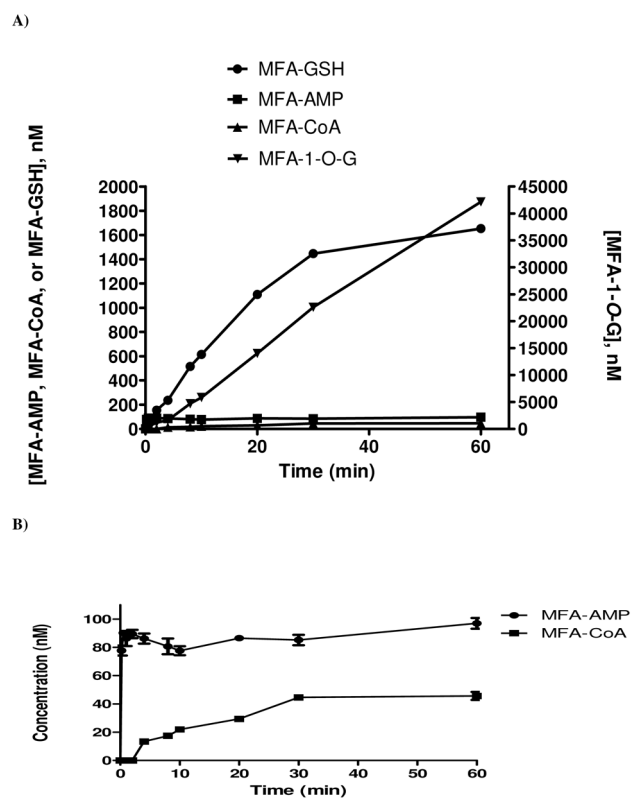 A)
MFA-GSH
MFA-AMP
MFA-CoA
MFA-1-O-G
[MFA-AMP, MFA-CoA, or MFA-GSH], nM
2000
1800
1600
1400
1200
1000
800
600
400
200
0
45000
40000
35000
30000
25000
20000
15000
10000
5000
0
[MFA-1-O-G], nM
0 20 40 60
Time (min)
B)
MFA-AMP
MFA-CoA
Concentration (nM)
100
80
60
40
20
0
0 10 20 30 40 50 60
Time (min)